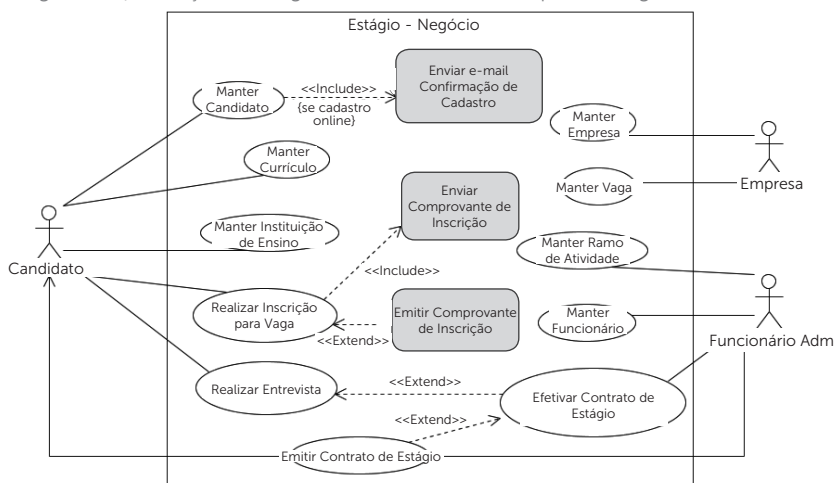 Estágio - Negócio
Manter
Candidato
<<Include>>
{se cadastro
online}
Enviar e-mail
Confirmação de
Cadastro
Manter
Empresa
Empresa
Manter
Currículo
Enviar
Comprovante de
Inscrição
Manter Vaga
Manter Instituição
de Ensino
Manter Ramo
de Atividade
Candidato
<<Include>>
Realizar Inscrição
para Vaga
<<Extend>>
Emitir Comprovante
de Inscrição
Manter
Funcionário
Funcionário Adm
Realizar Entrevista
<<Extend>>
Efetivar Contrato de
Estágio
<<Extend>>
Emitir Contrato de Estágio